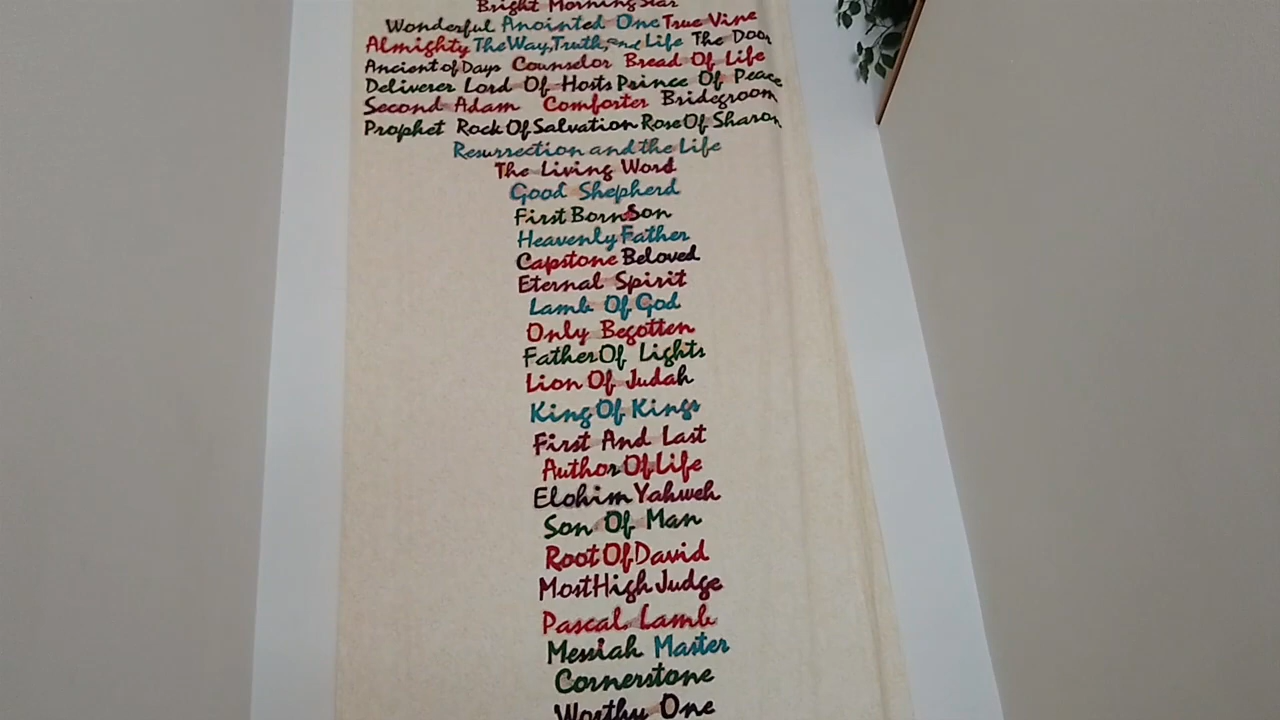 Bright Morning Star
Wonderful Anointed One True Vine
Almighty The Way, Truth, and Life The Door
Ancient of Days Counselor Bread Of Life
Deliverer Lord Of Hosts Prince Of Peace
Second Adam Comforter Bridegroom
Prophet Rock Of Salvation Rose Of Sharon
Resurrection and the Life
The Living Word
Good Shepherd
First Born Son
Heavenly Father
Capstone Beloved
Eternal Spirit
Lamb Of God
Only Begotten
Father Of Lights
Lion Of Judah
King Of Kings
First And Last
Author Of Life
Elohim Yahweh
Son Of Man
Root Of David
Most High Judge
Pascal Lamb
Messiah Master
Cornerstone
Worthy One